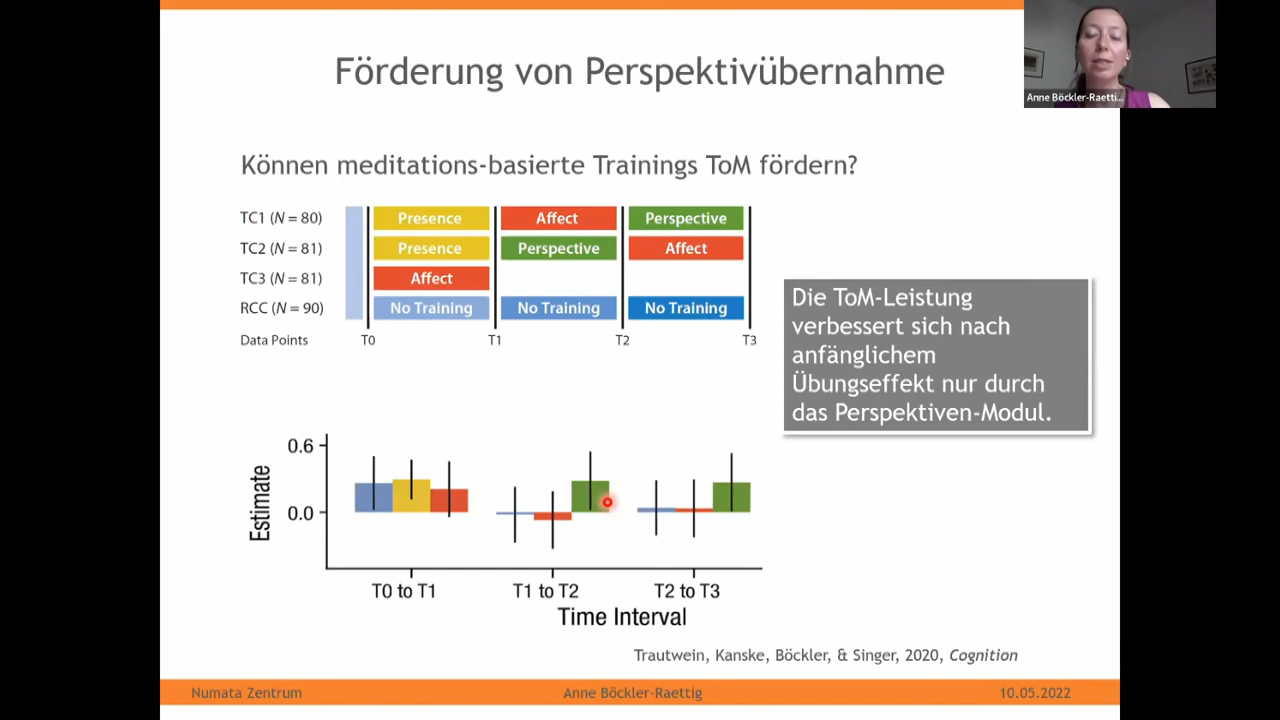 Förderung von Perspektivübernahme
Anne Böckler-Raetti...
Können meditations-basierte Trainings ToM fördern?
TC1 (N = 80) Presence Affect Perspective
TC2 (N = 81) Presence Perspective Affect
TC3 (N = 81) Affect
RCC (N = 90) No Training No Training No Training
Data Points T0 T1 T2 T3
Die ToM-Leistung
verbessert sich nach
anfänglichem
Übungseffekt nur durch
das Perspektiven-Modul.
0.6
0.0
Estimate
T0 to T1 T1 to T2 T2 to T3
Time Interval
Trautwein, Kanske, Böckler, & Singer, 2020, Cognition
Numata Zentrum Anne Böckler-Raettig 10.05.2022